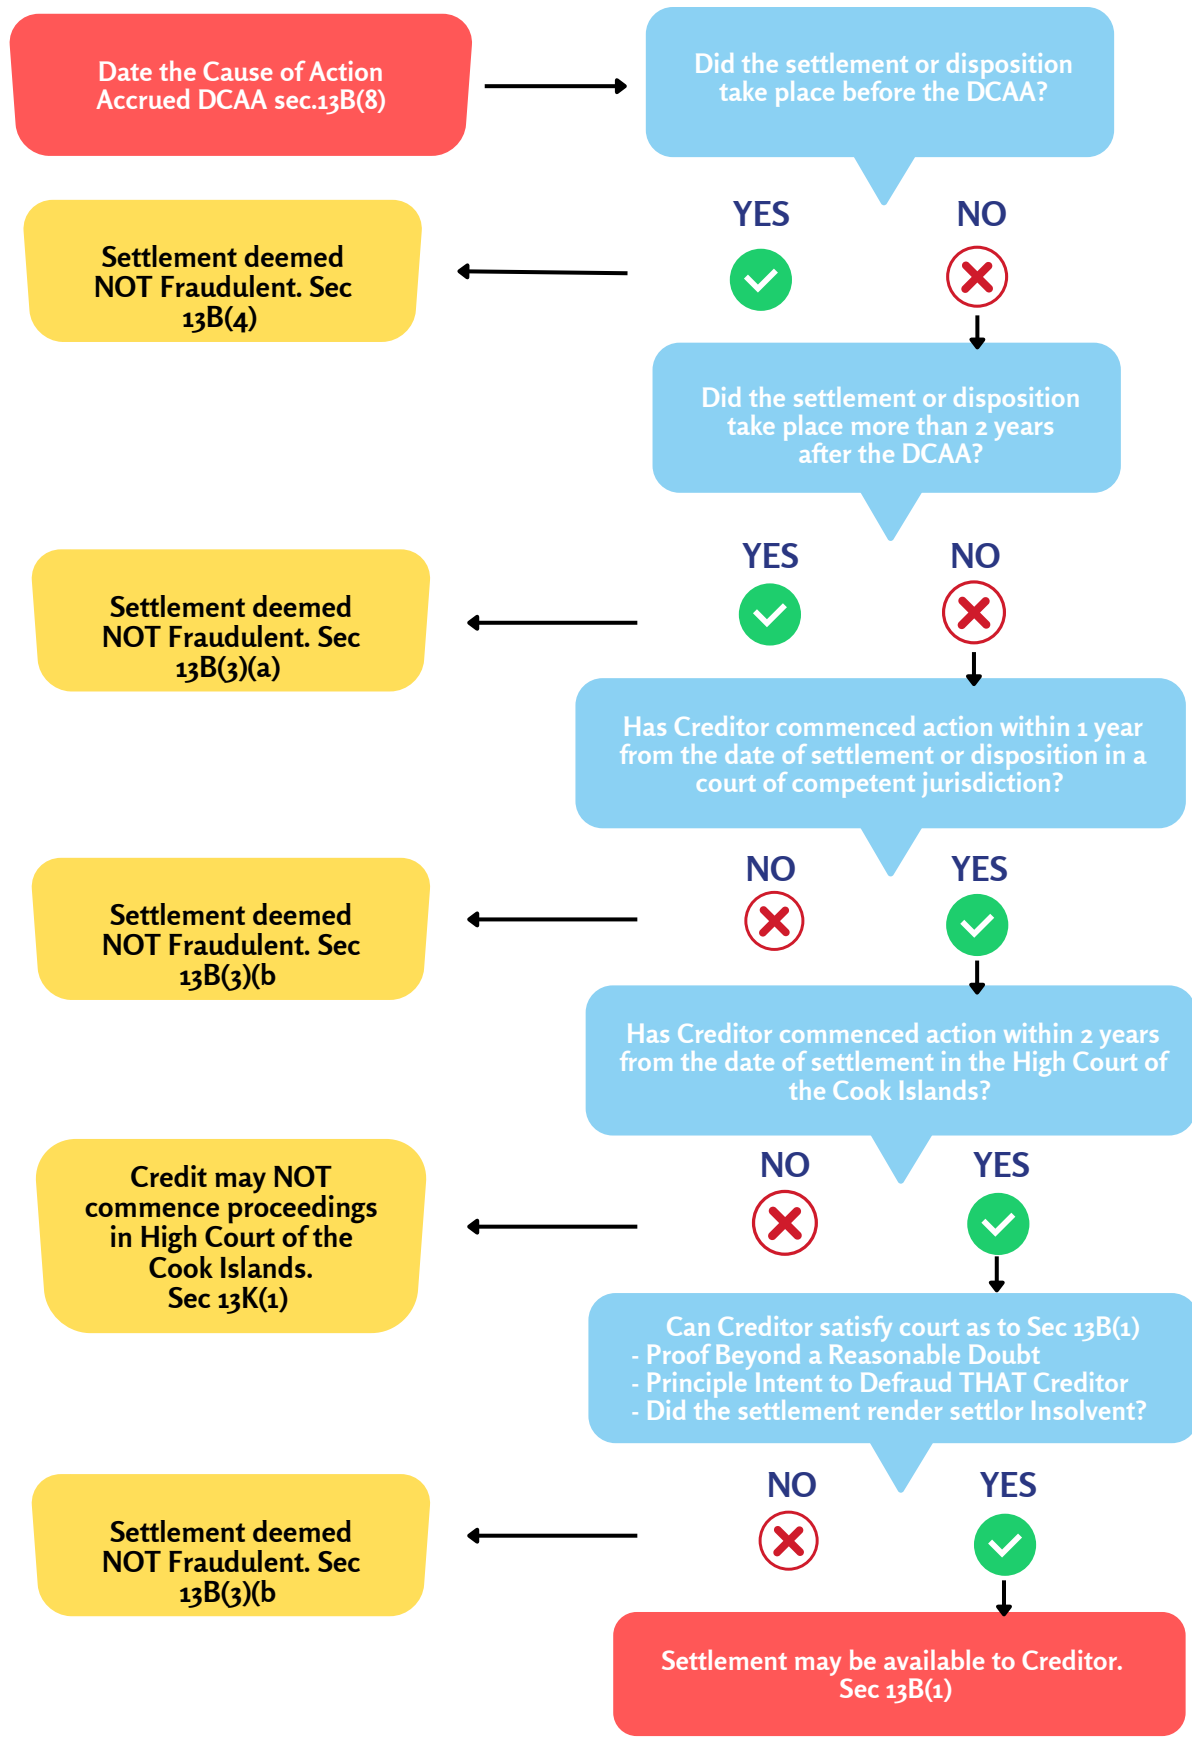 Date the Cause of Action
Accrued DCAA sec.13B(8)
Did the settlement or disposition
take place before the DCAA?
YES
NO
Settlement deemed
NOT Fraudulent. Sec
13B(4)
Did the settlement or disposition
take place more than 2 years
after the DCAA?
YES
NO
Settlement deemed
NOT Fraudulent. Sec
13B(3)(a)
Has Creditor commenced action within 1 year
from the date of settlement or disposition in a
court of competent jurisdiction?
NO
YES
Settlement deemed
NOT Fraudulent. Sec
13B(3)(b
Has Creditor commenced action within 2 years
from the date of settlement in the High Court of
the Cook Islands?
NO
YES
Credit may NOT
commence proceedings
in High Court of the
Cook Islands.
Sec 13K(1)
Can Creditor satisfy court as to Sec 13B(1)
- Proof Beyond a Reasonable Doubt
- Principle Intent to Defraud THAT Creditor
- Did the settlement render settlor Insolvent?
NO
YES
Settlement deemed
NOT Fraudulent. Sec
13B(3)(b
Settlement may be available to Creditor.
Sec 13B(1)